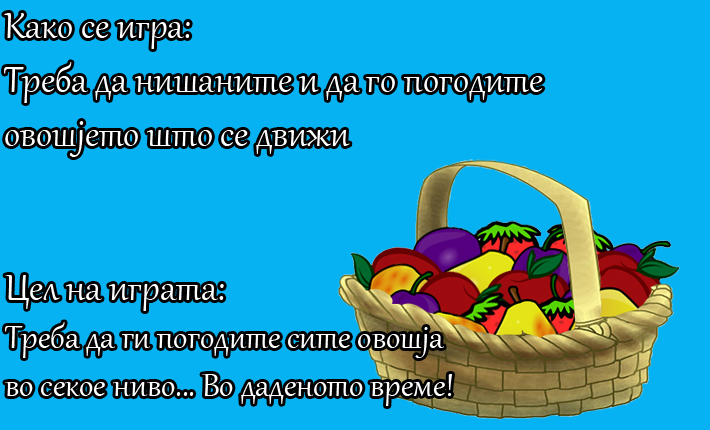 Како се игра:
Треба да нишаните и да го погодите
овошјето што се движи
Цел на играта:
Треба да ги погодите сите овошја
во секое ниво... Во даденото време!